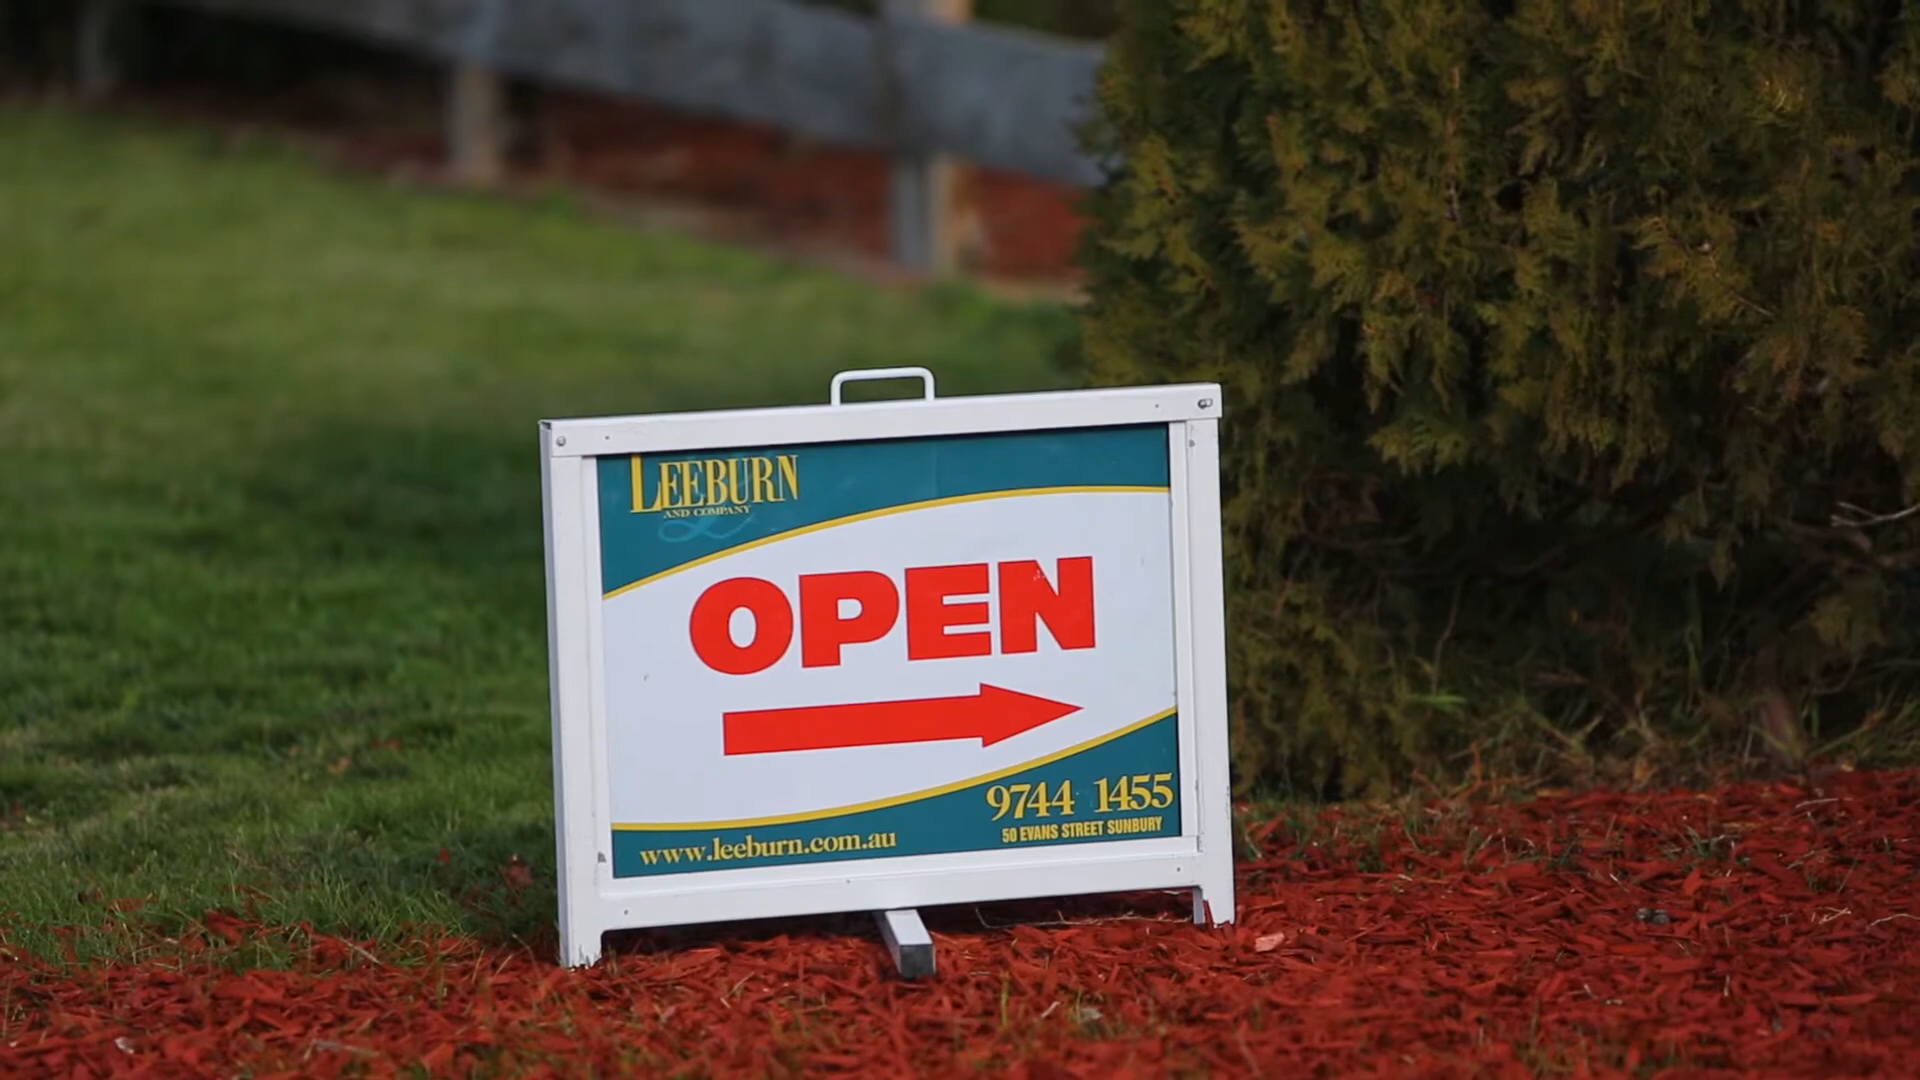 LEEBURN
AND COMPANY
OPEN
9744 1455
www.leeburn.com.au
50 EVANS STREET SUNBURY